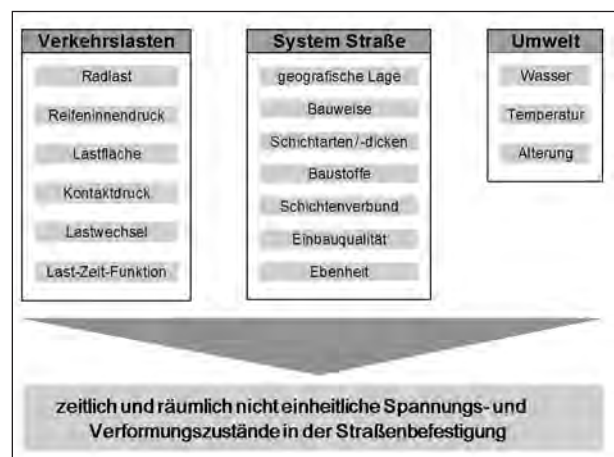 Verkehrslasten
Radlast
Reifeninnendruck
Lastfläche
Kontaktdruck
Lastwechsel
Last-Zeit-Funktion
System Straße
geografische Lage
Bauweise
Schichtarten/-dicken
Baustoffe
Schichtenverbund
Einbauqualität
Ebenheit
Umwelt
Wasser
Temperatur
Alterung
zeitlich und räumlich nicht einheitliche Spannungs- und
Verformungszustände in der Straßenbefestigung